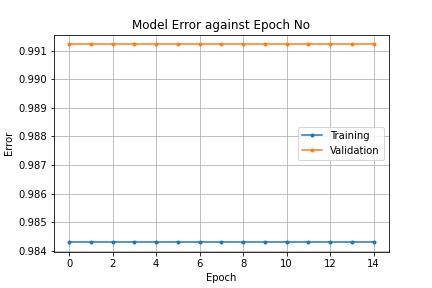 Model Error against Epoch No
0.991
0.990
0.989
0.988
0.987
0.986
0.985
0.984
Error
Training
Validation
0 2 4 6 8 10 12 14
Epoch